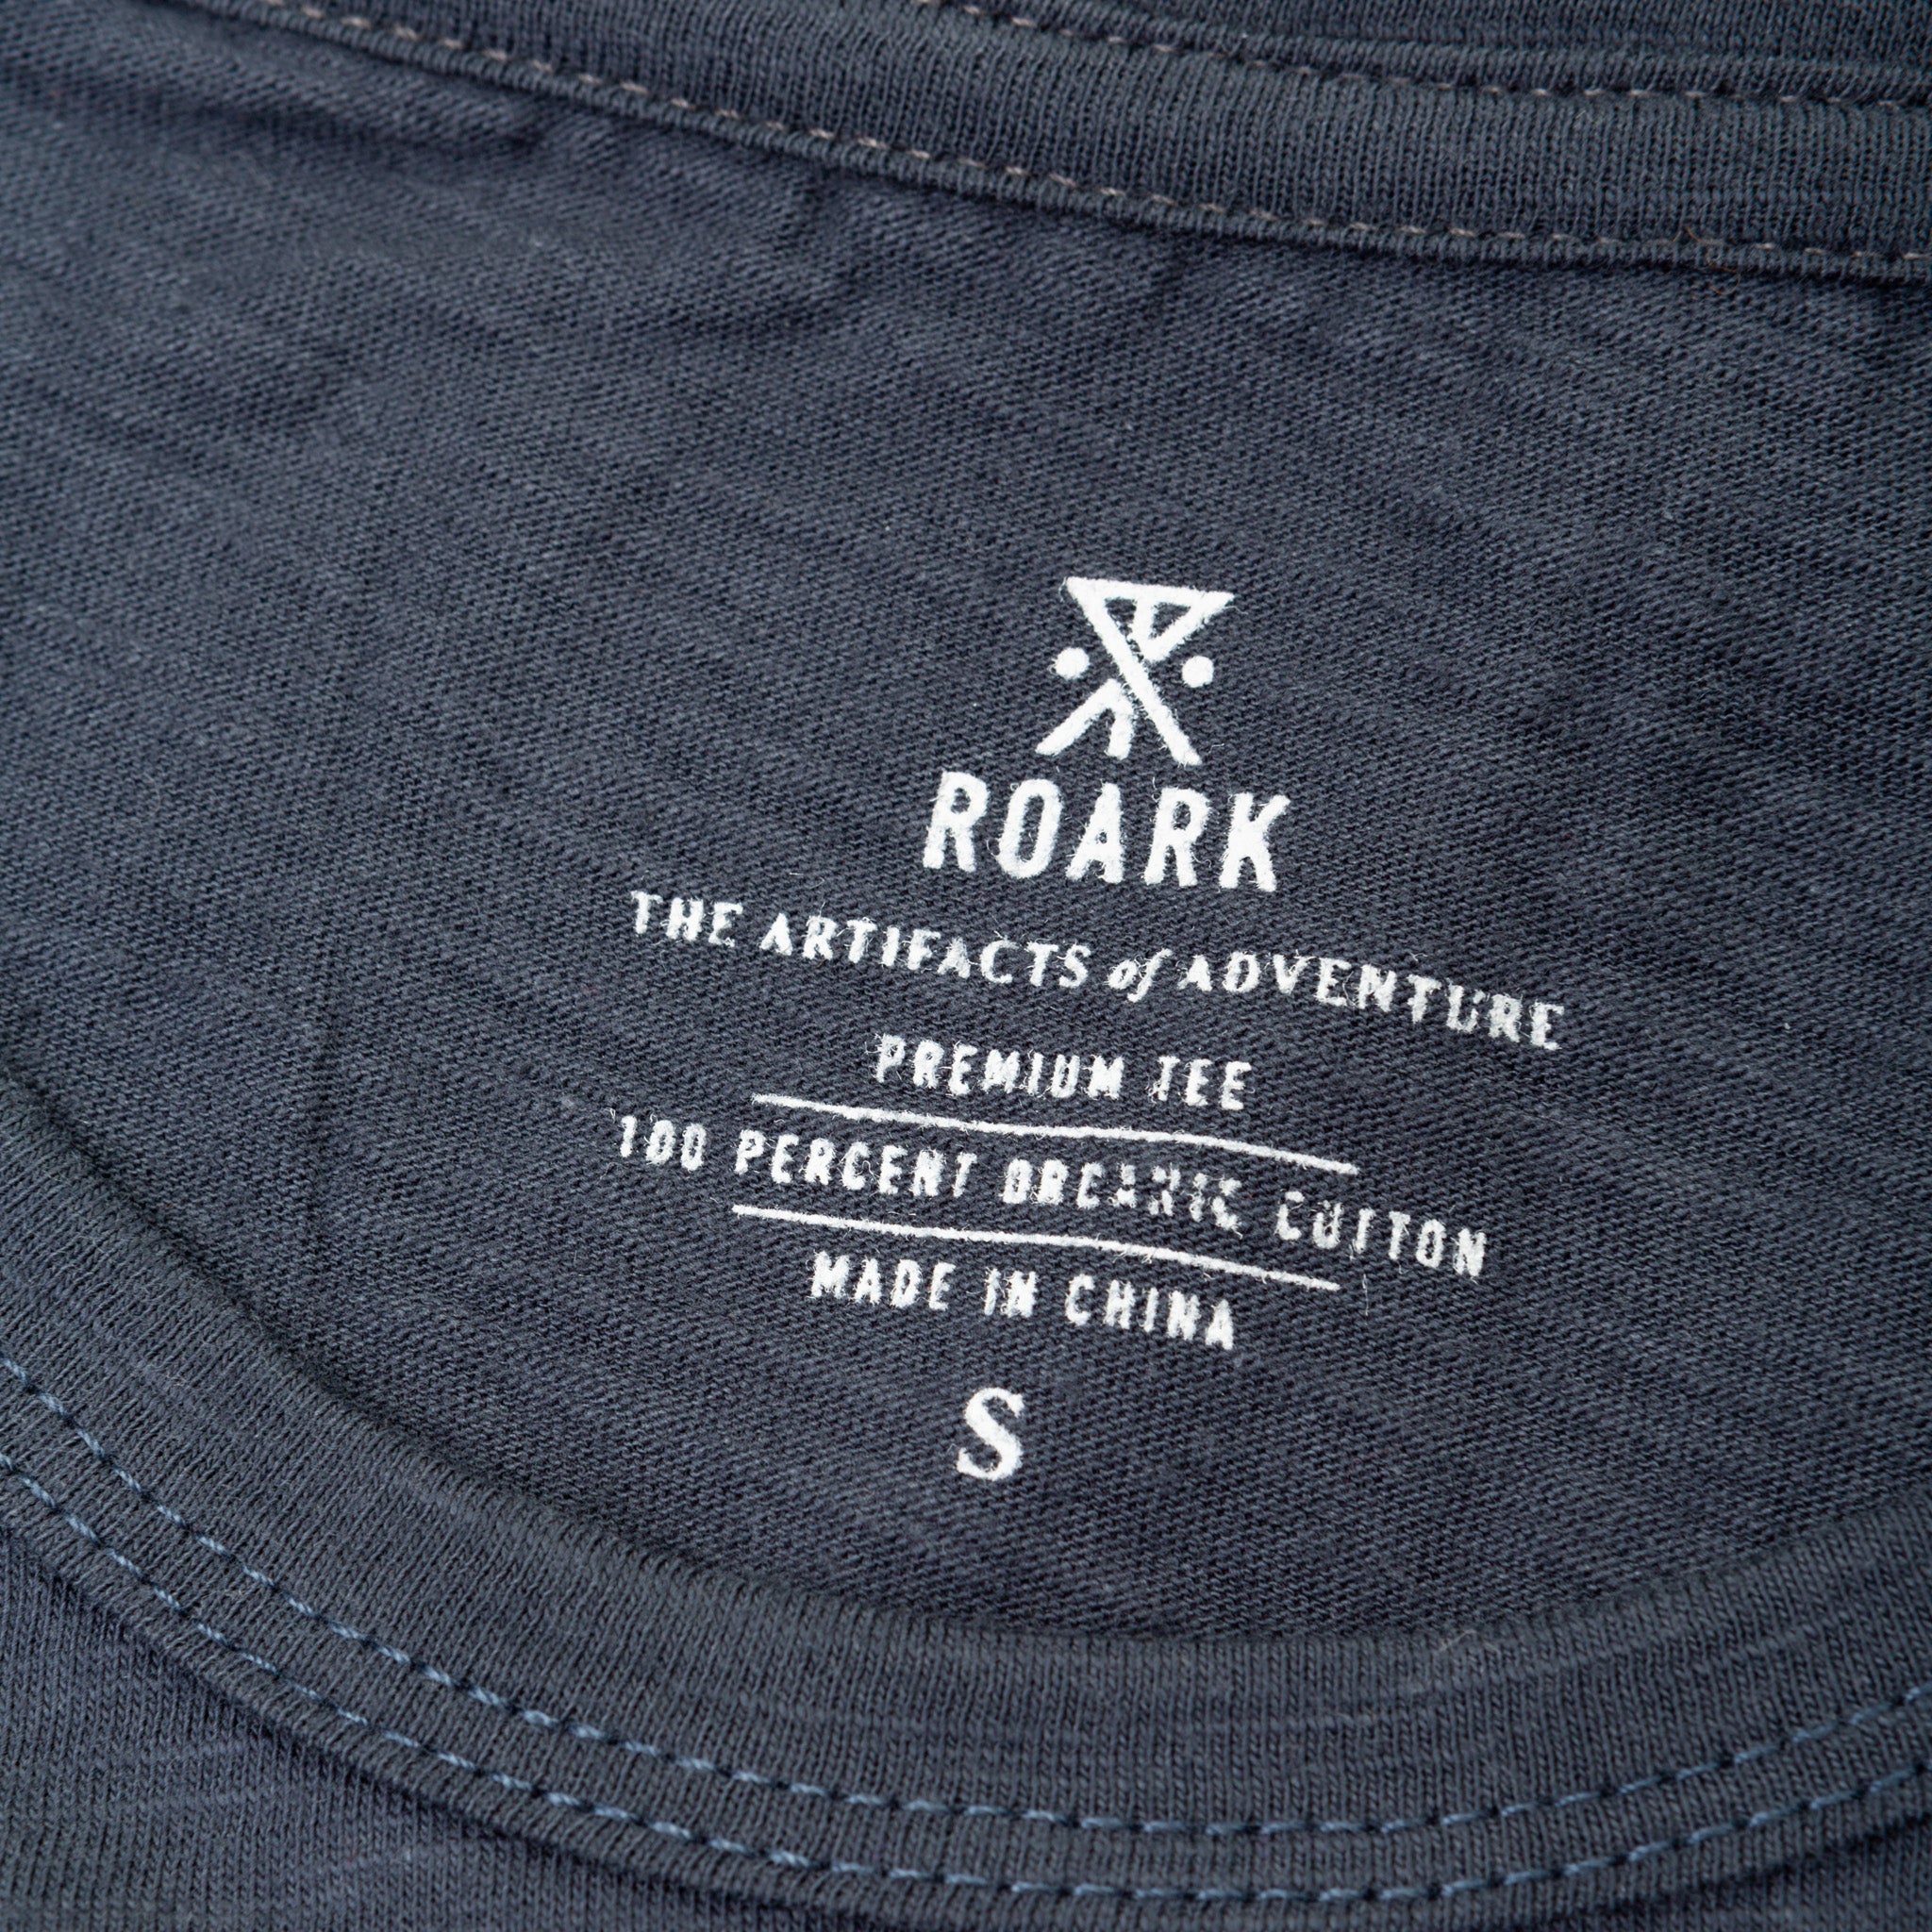 ROARK
THE ARTIFACTS of ADVENTURE
PREMIUM TEE
100 PERCENT ORGANIC COTTON
MADE IN CHINA
S